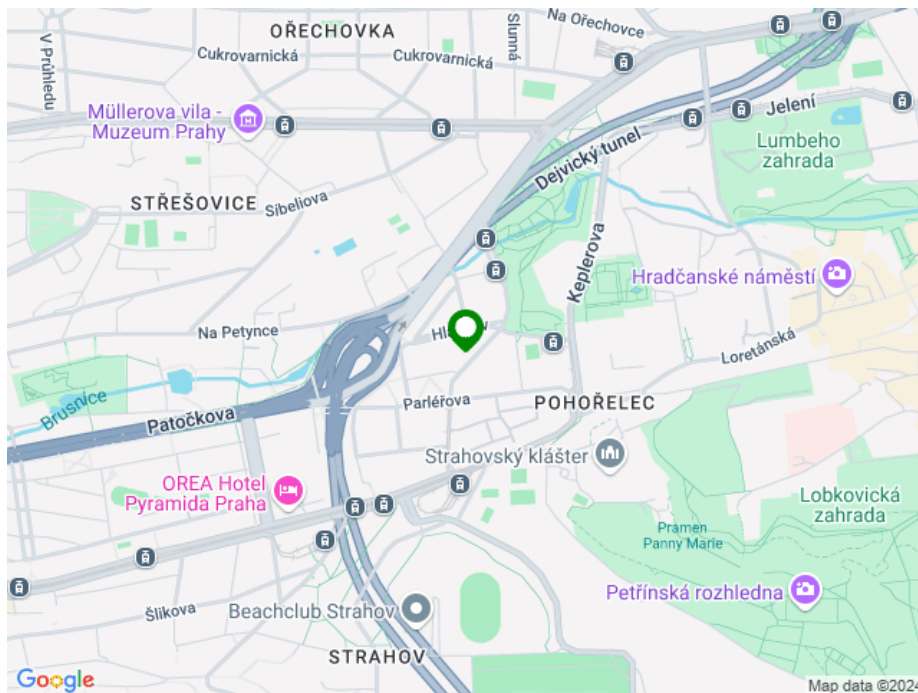 OŘECHOVKA
Na Ořechovce
Slunná
V Průhledu
Cukrovarnická
Cukrovarnická
Müllerova vila -
Muzeum Prahy
Jelení
Lumbeho
zahrada
Dejvický tunel
STŘEŠOVICE
Sibeliova
Keplerova
Hradčanské náměstí
Na Petynce
Loretánská
Brusnice
Patočkova
Parléřova
POHOŘELEC
Strahovský klášter
OREA Hotel
Pyramida Praha
Lobkovická
zahrada
Pramen
Panny Marie
Petřínská rozhledna
Šlikova
Beachclub Strahov
STRAHOV
Google
Map data ©2024